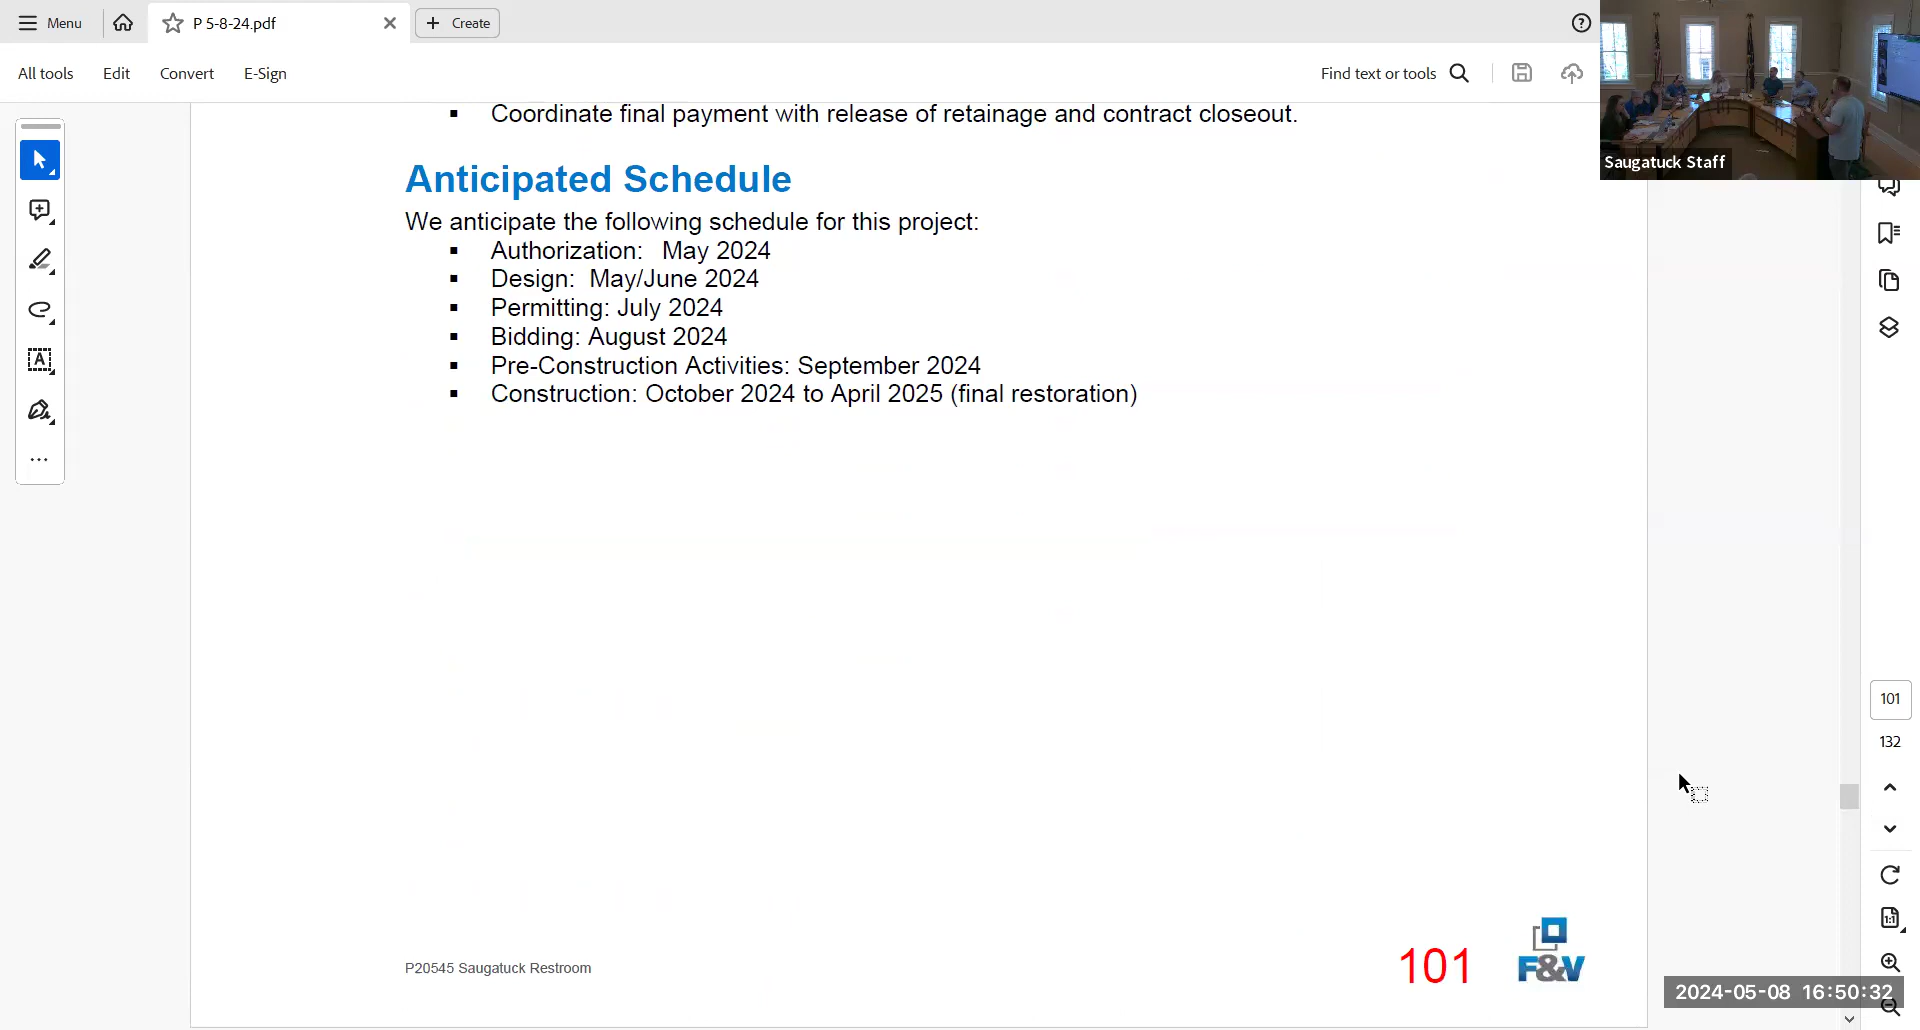 Menu
P 5-8-24.pdf
Create
All tools
Edit
Convert
E-Sign
Find text or tools
Saugatuck Staff
▪ Coordinate final payment with release of retainage and contract closeout.
Anticipated Schedule
We anticipate the following schedule for this project:
▪ Authorization: May 2024
▪ Design: May/June 2024
▪ Permitting: July 2024
▪ Bidding: August 2024
▪ Pre-Construction Activities: September 2024
▪ Construction: October 2024 to April 2025 (final restoration)
101
132
P20545 Saugatuck Restroom
101
F&V
2024-05-08 16:50:32